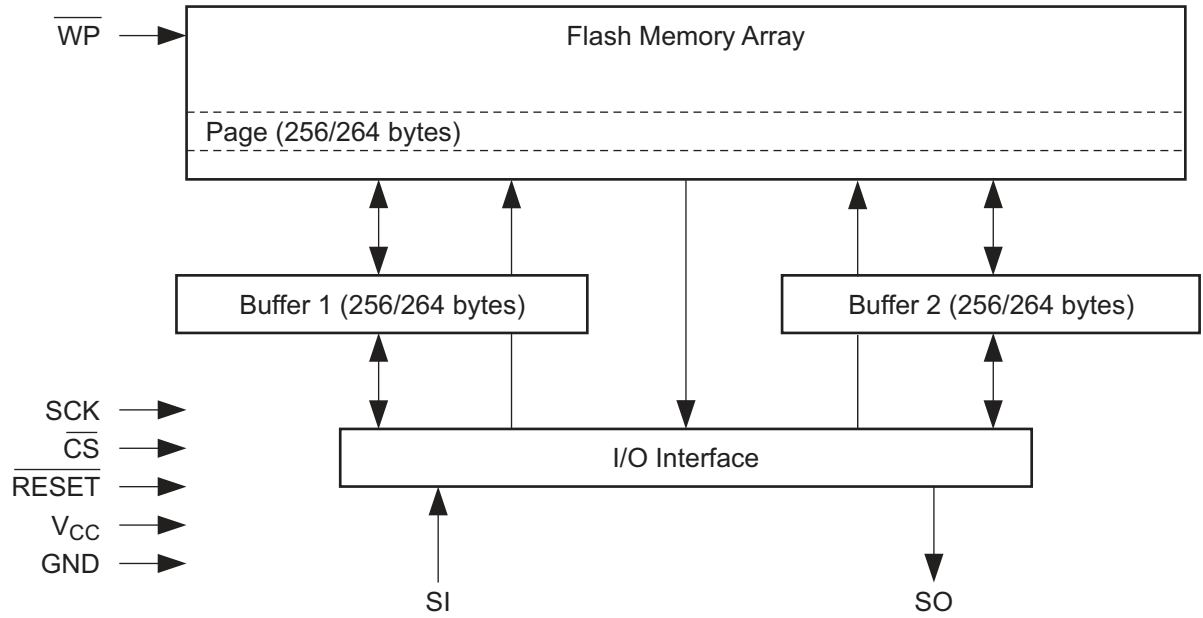 WP
Flash Memory Array
Page (256/264 bytes)
Buffer 1 (256/264 bytes)
Buffer 2 (256/264 bytes)
SCK
CS
RESET
VCC
GND
I/O Interface
SI
SO